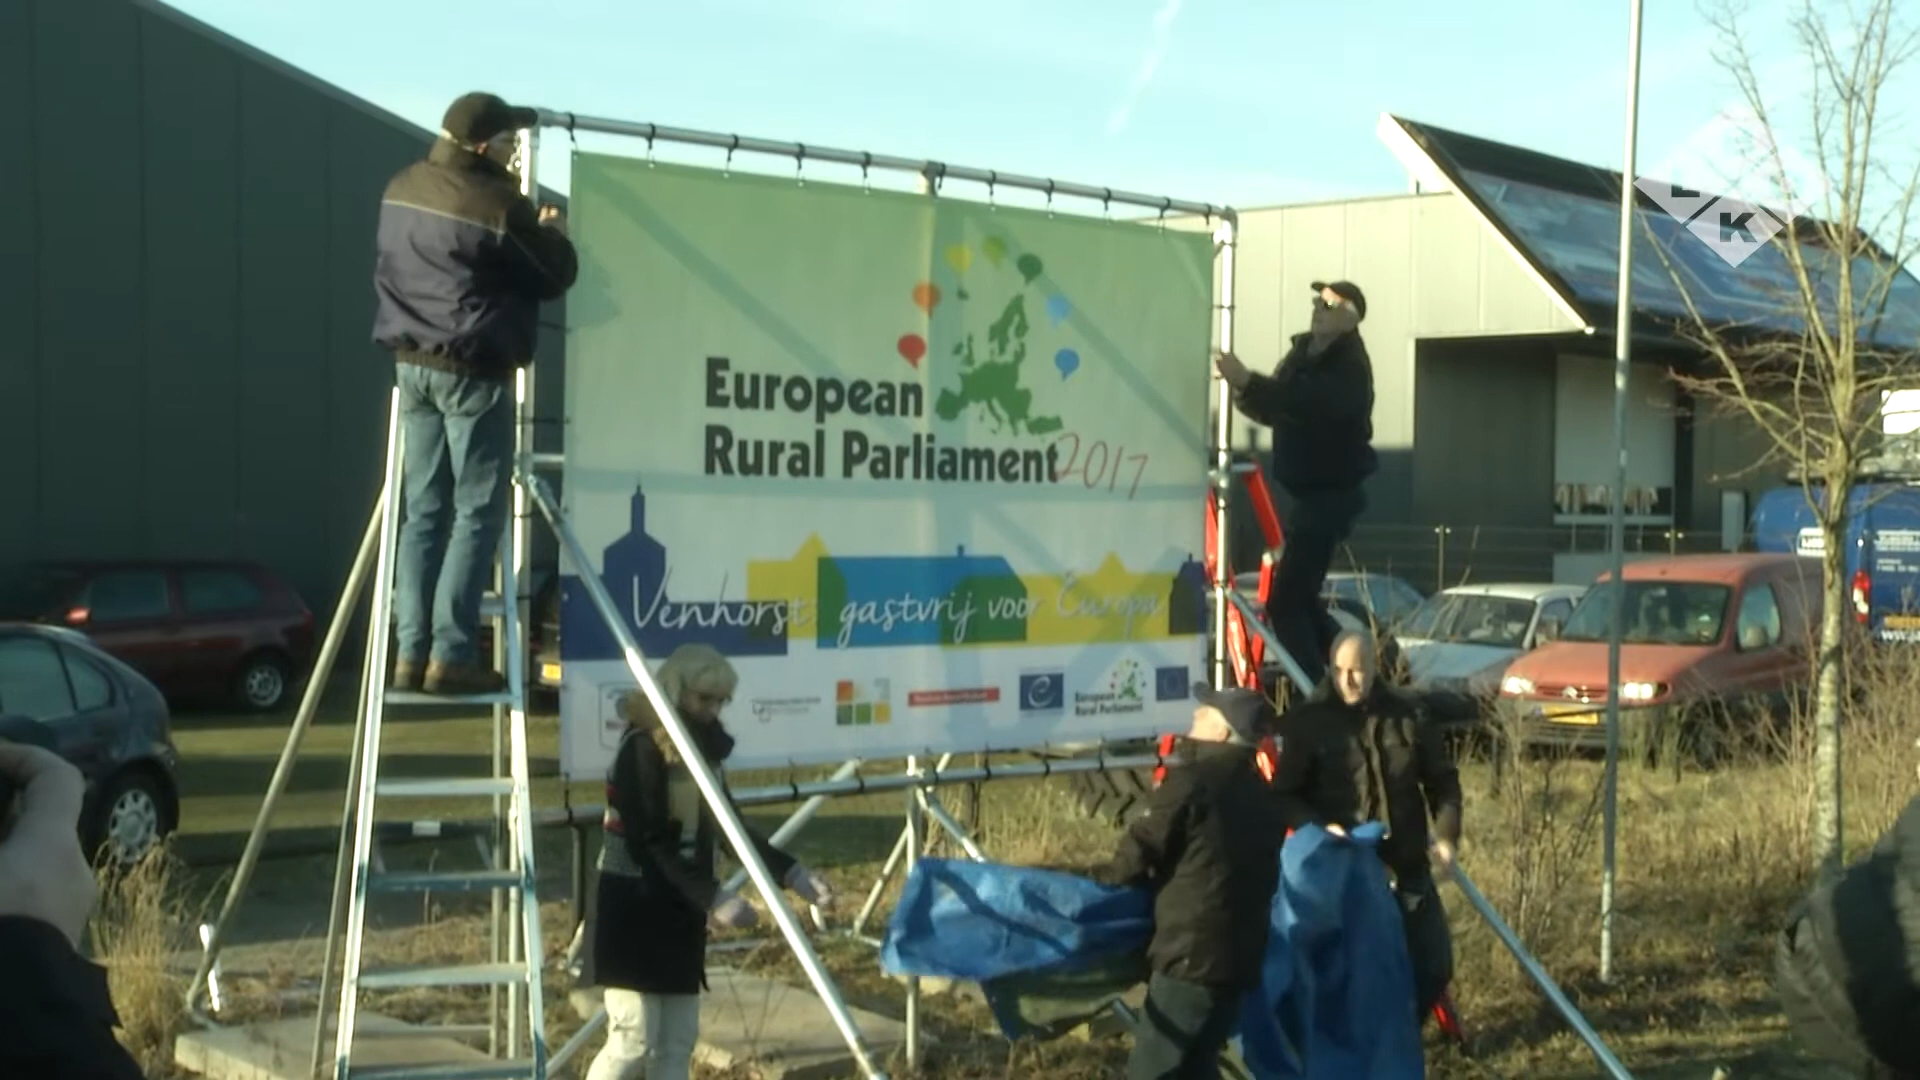 European
Rural Parliament 2017
Venhorst gastvrij voor Europa
European
Rural Parliament
L
K